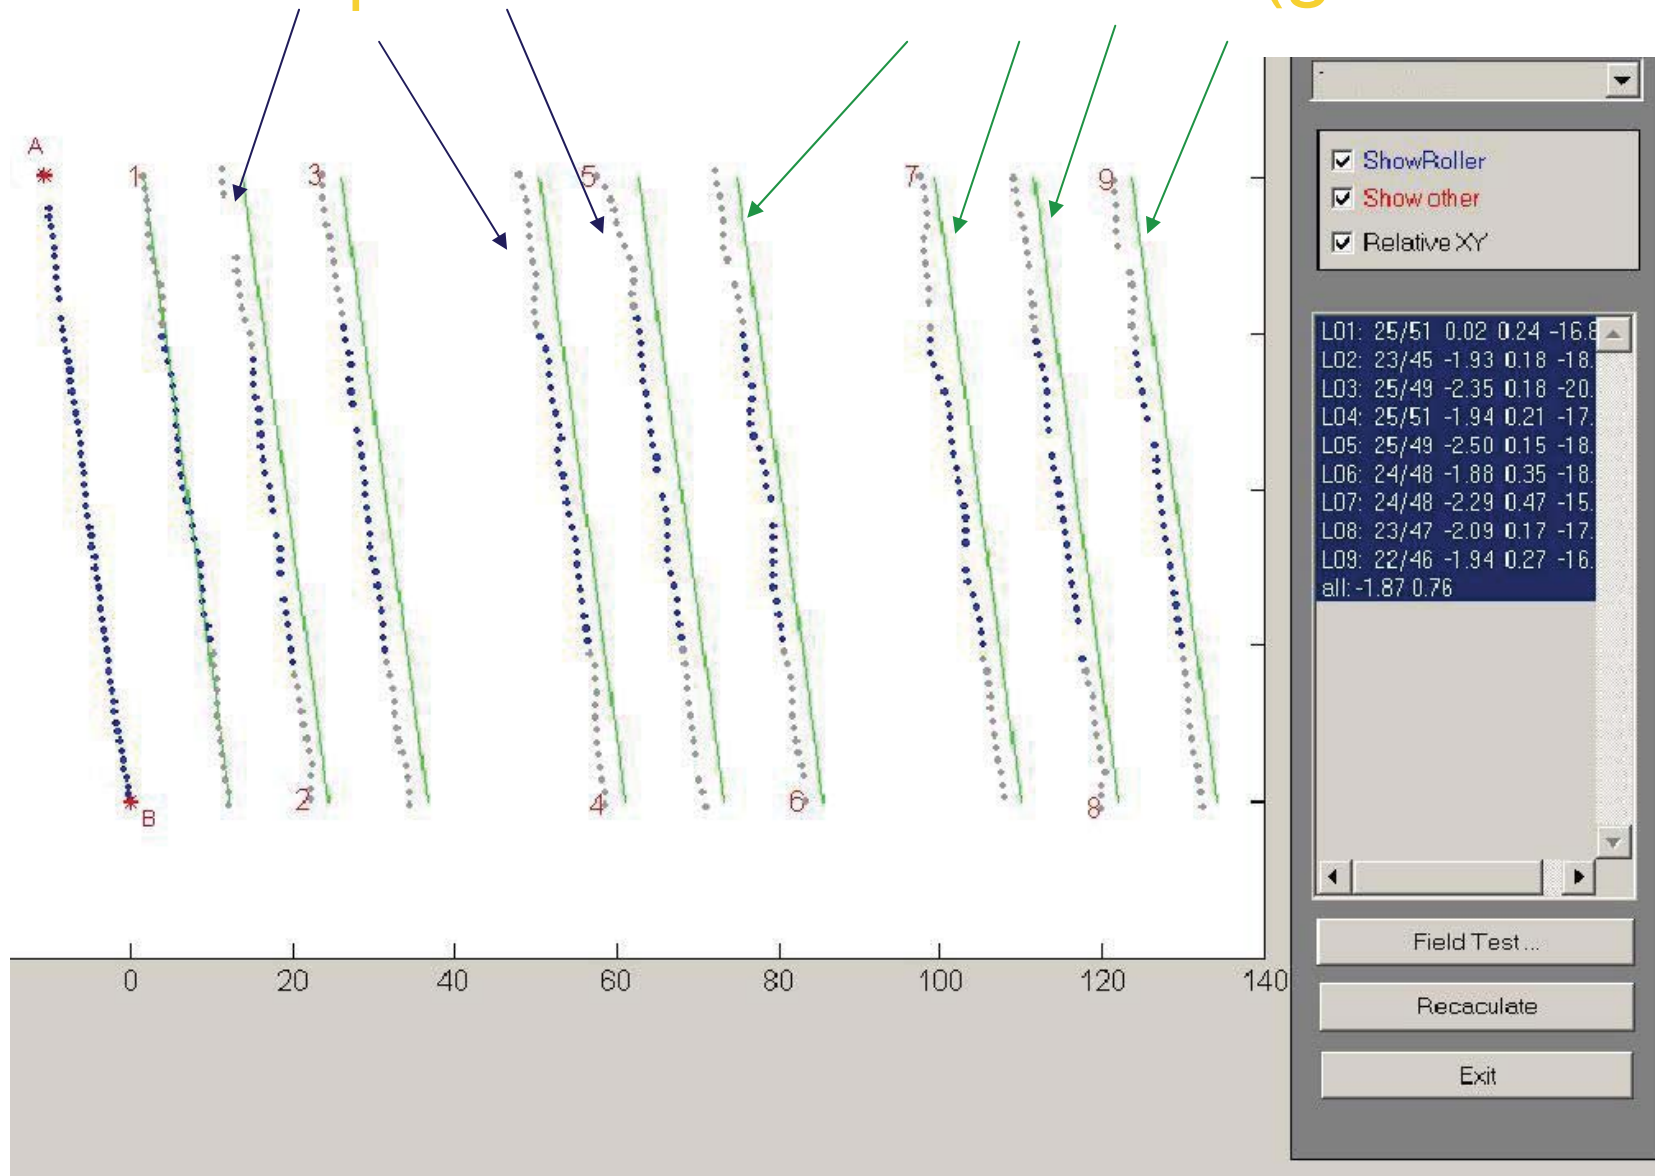 A
1
3
5
7
9
2
4
6
8
B
0
20
40
60
80
100
120
140
ShowRoller
Show other
Relative XY
L01: 25/51 0.02 0.24 -16.8
L02: 23/45 -1.93 0.18 -18.
L03: 25/49 -2.35 0.18 -20.
L04: 25/51 -1.94 0.21 -17.
L05: 25/49 -2.50 0.15 -18.
L06: 24/48 -1.88 0.35 -18.
L07: 24/48 -2.29 0.47 -15.
L08: 23/47 -2.09 0.17 -17.
L09: 22/46 -1.94 0.27 -16.
all: -1.87 0.76
Field Test...
Recaculate
Exit